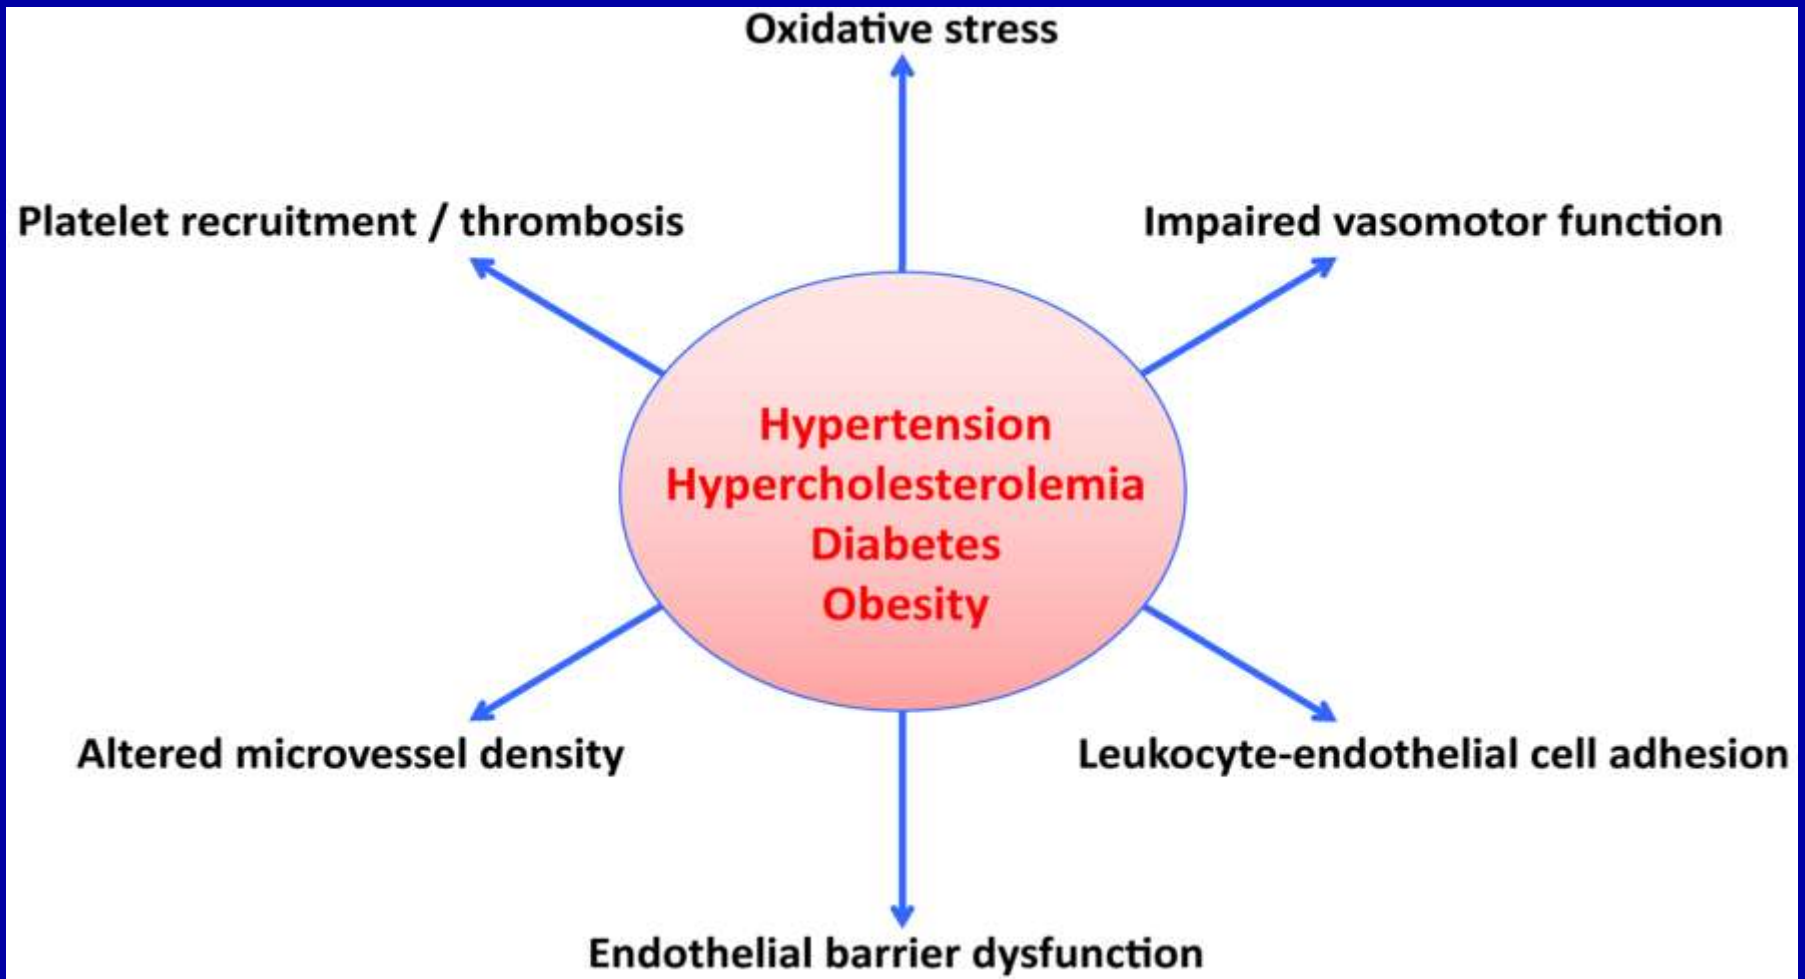 Oxidative stress
Platelet recruitment / thrombosis
Impaired vasomotor function
Hypertension
Hypercholesterolemia
Diabetes
Obesity
Altered microvessel density
Leukocyte-endothelial cell adhesion
Endothelial barrier dysfunction